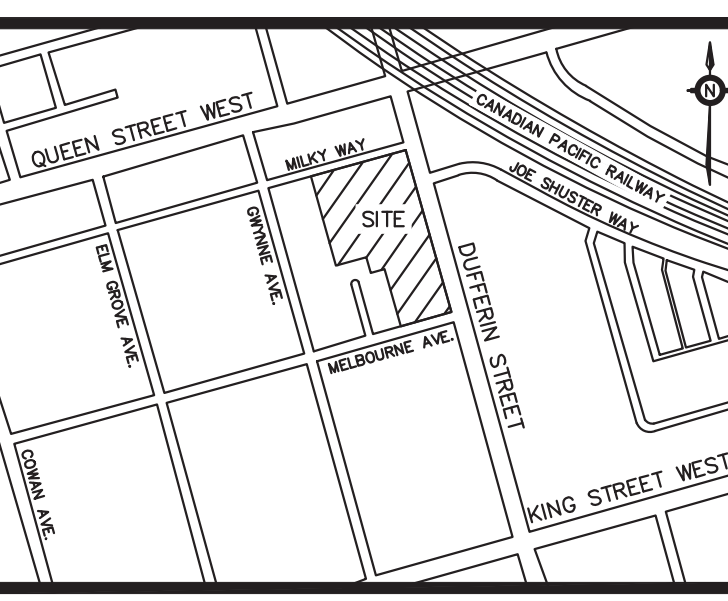 N
CANADIAN PACIFIC RAILWAY
QUEEN STREET WEST
MILKY WAY
JOE SHUSTER WAY
SITE
GWYNNE AVE.
ELM GROVE AVE.
DUFFERIN STREET
MELBOURNE AVE.
COWAN AVE.
KING STREET WEST